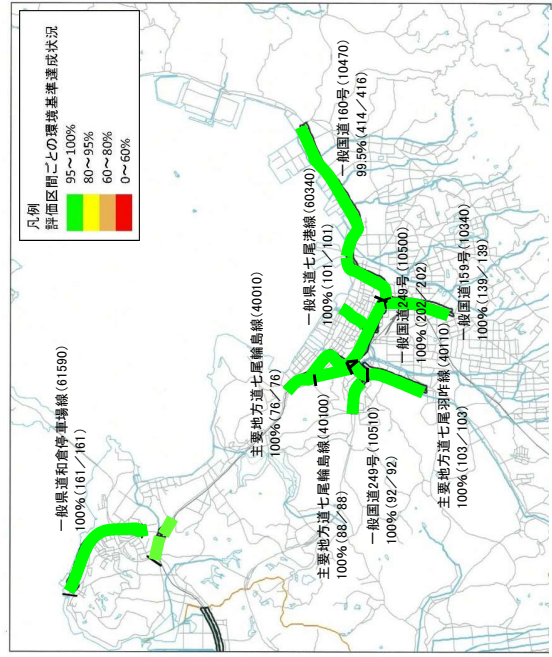 凡例
評価区間ごとの環境基準達成状況
95～100%
80～95%
60～80%
0～60%
一般県道和倉停車場線(61590)
100%(161／161)
主要地方道七尾輪島線(40010)
100%(76／76)
一般県道七尾港線(60340)
100%(101／101)
一般国道160号(10470)
99.5%(414／416)
主要地方道七尾輪島線(40100)
100%(88／88)
一般国道249号(10510)
100%(92／92)
一般国道249号(10500)
100%(202／202)
主要地方道七尾羽咋線(40110)
100%(103／103)
一般国道159号(10340)
100%(139／139)